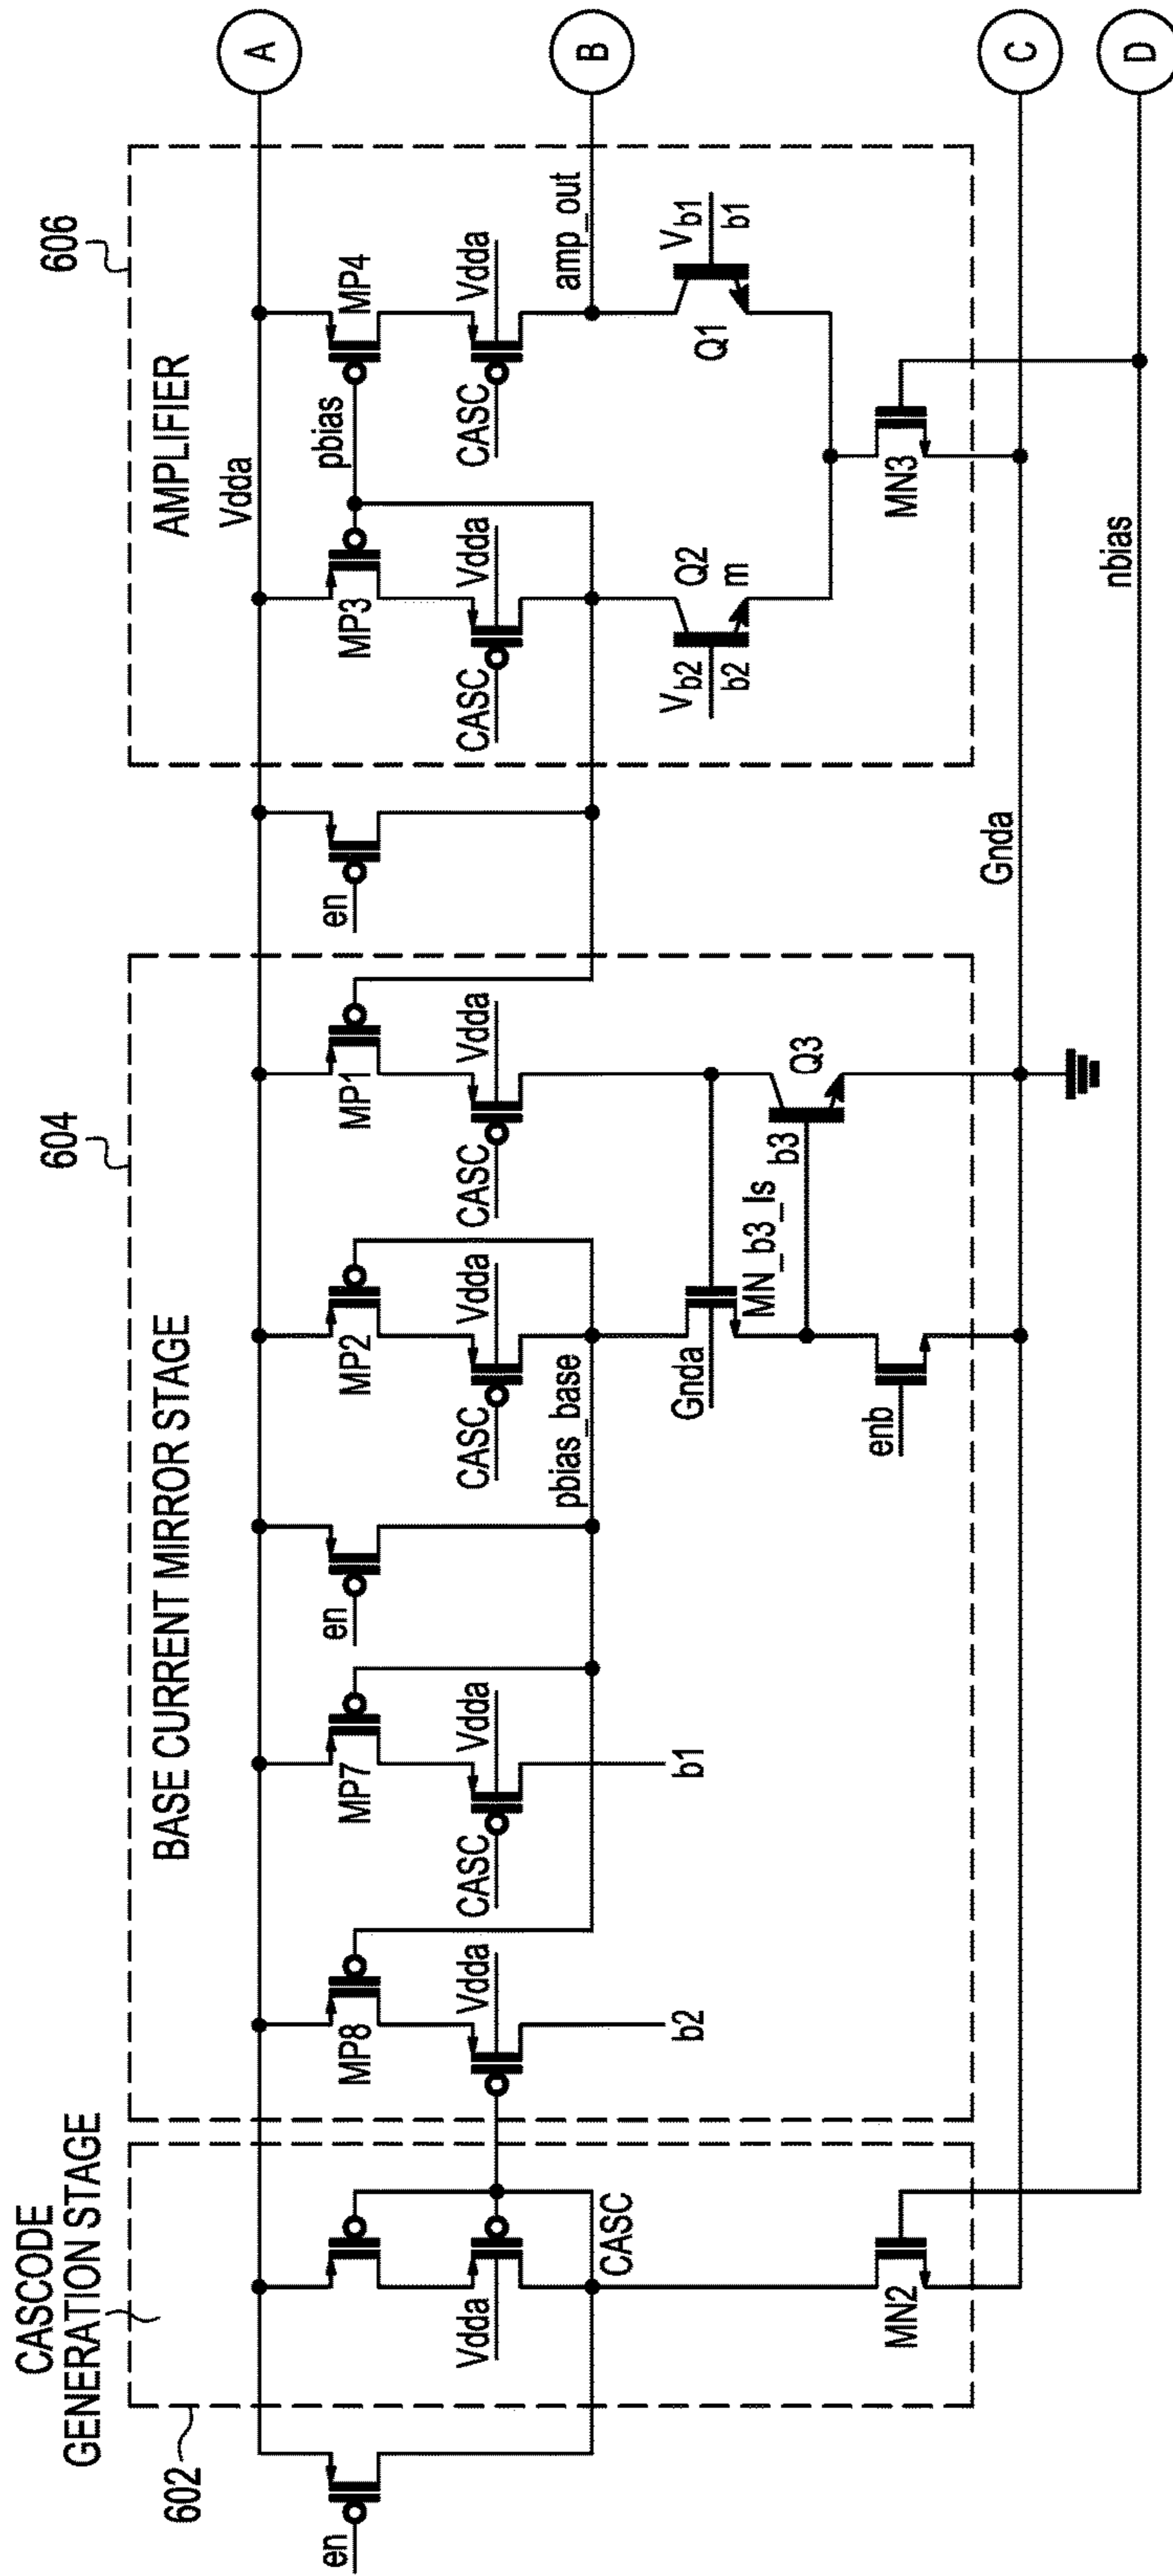 CASCODE
GENERATION STAGE
602
en
Vdda
CASC
MN2
BASE CURRENT MIRROR STAGE
604
MP8
Vdda
b2
MP7
Vdda
CASC
b1
en
pbias_base
MP2
Vdda
CASC
Gnda
MN_b3_ls
enb
MP1
Vdda
CASC
b3
Q3
en
Gnda
AMPLIFIER
606
Vdda
MP3
pbias
MP4
CASC
Vdda
CASC
Vdda
amp_out
Vb2
b2
Q2
m
Q1
Vb1
b1
MN3
nbias
A
B
C
D